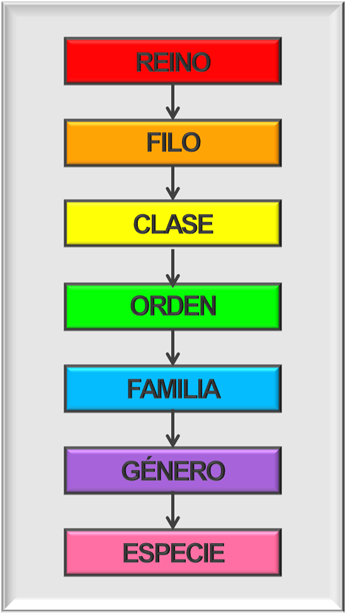 REINO
FILO
CLASE
ORDEN
FAMILIA
GÉNERO
ESPECIE